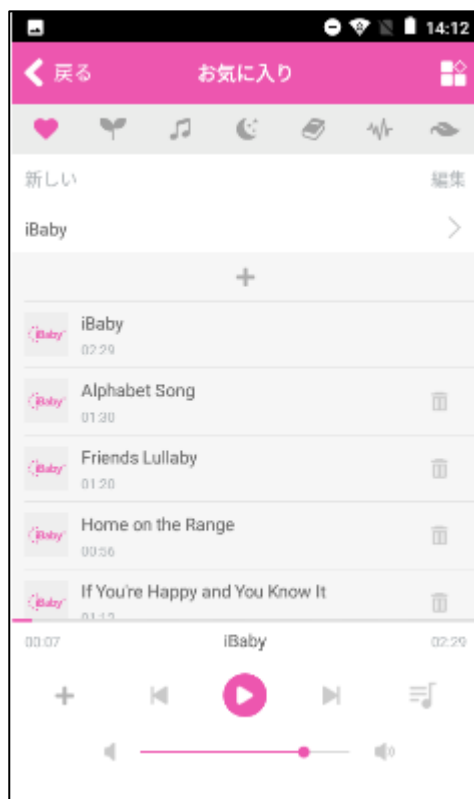 14:12
戻る
お気に入り
新しい
編集
iBaby
iBaby
iBaby
02:29
iBaby
Alphabet Song
01:30
iBaby
Friends Lullaby
01:20
iBaby
Home on the Range
00:56
iBaby
If You're Happy and You Know It
00:07
iBaby
02:29